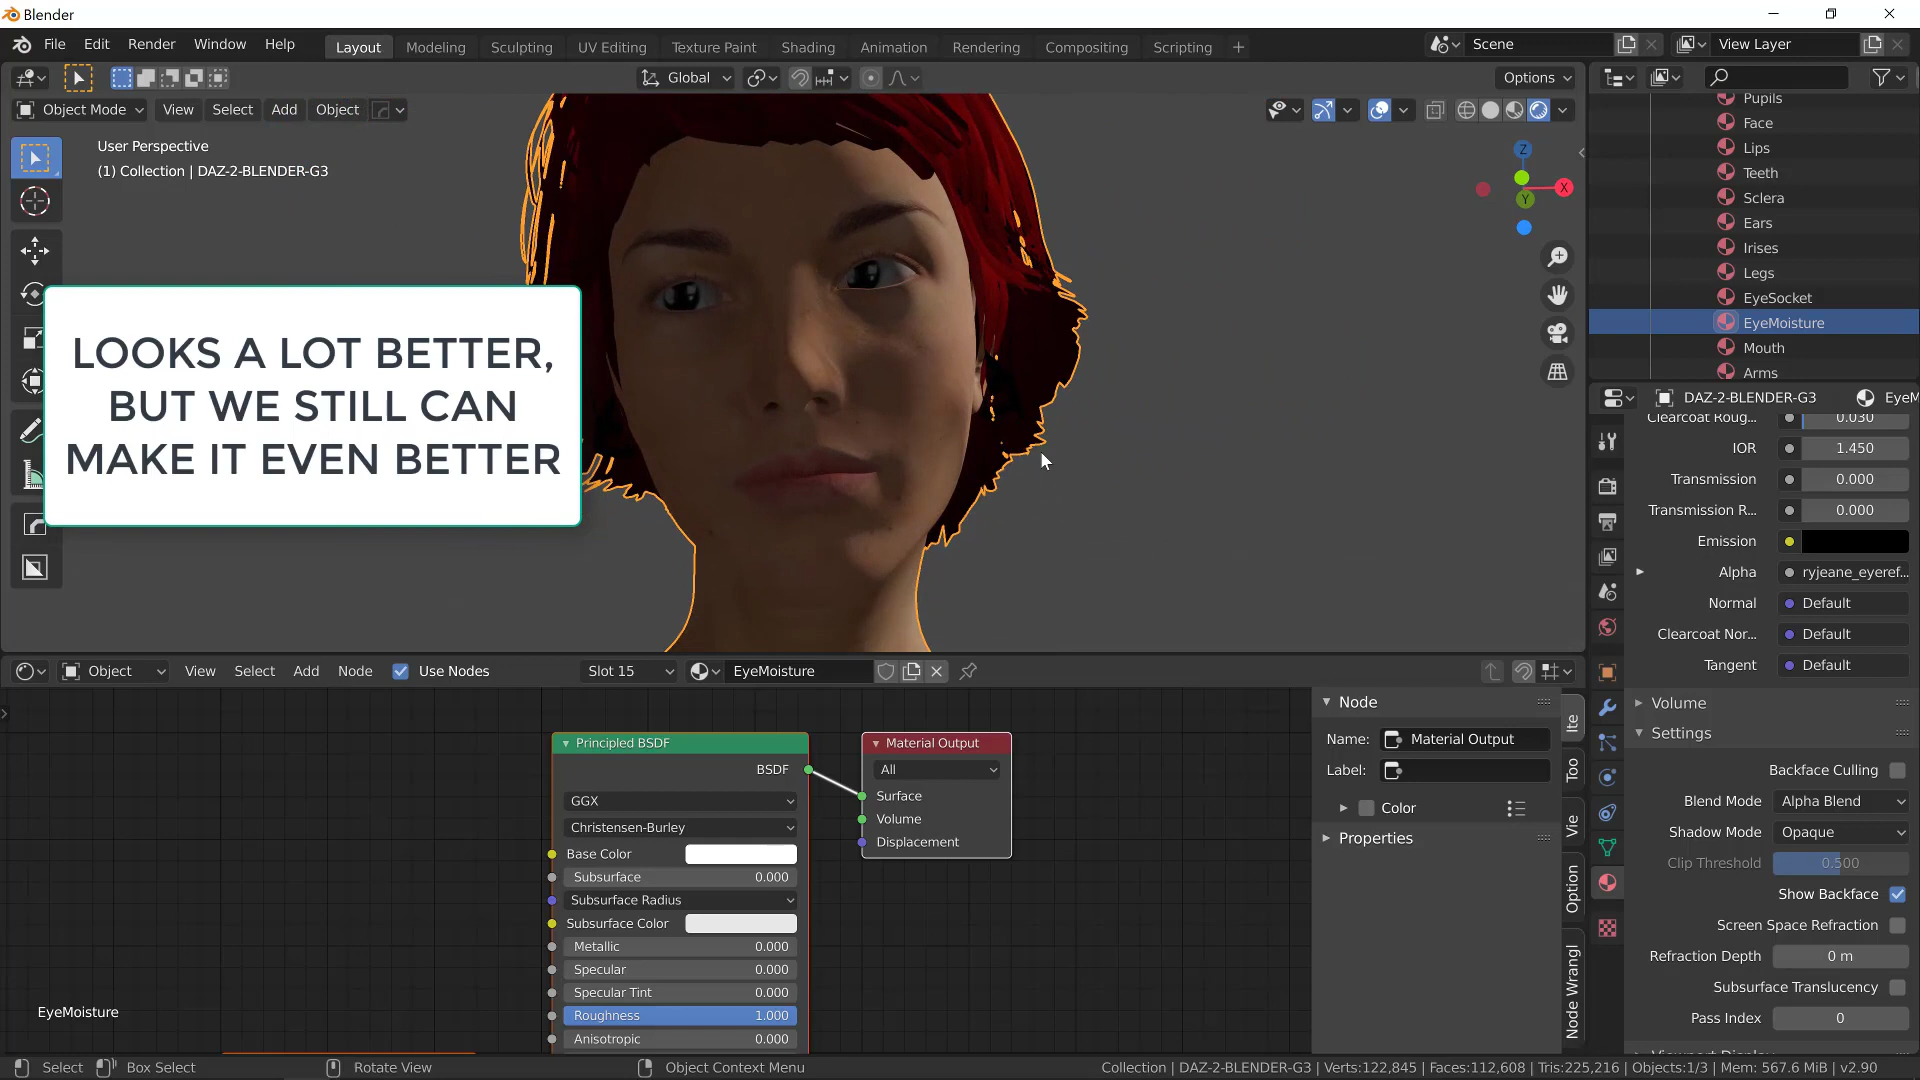 Blender
File Edit Render Window Help Layout Modeling Sculpting UV Editing Texture Paint Shading Animation Rendering Compositing Scripting + Scene View Layer
Global Options
Object Mode View Select Add Object
User Perspective
(1) Collection | DAZ-2-BLENDER-G3
Z
X
Y
LOOKS A LOT BETTER,
BUT WE STILL CAN
MAKE IT EVEN BETTER
Pupils
Face
Lips
Teeth
Sclera
Ears
Irises
Legs
EyeSocket
EyeMoisture
Mouth
Arms
DAZ-2-BLENDER-G3 EyeM
Clearcoat Roug... 0.030
IOR 1.450
Transmission 0.000
Transmission R... 0.000
Emission
Alpha ryjeane_eyeref...
Normal Default
Clearcoat Nor... Default
Tangent Default
Volume
Settings
Backface Culling
Blend Mode Alpha Blend
Shadow Mode Opaque
Clip Threshold 0.500
Show Backface
Screen Space Refraction
Refraction Depth 0 m
Subsurface Translucency
Pass Index 0
Viewport Display
Object View Select Add Node Use Nodes Slot 15 EyeMoisture
Principled BSDF
BSDF
GGX
Christensen-Burley
Base Color
Subsurface 0.000
Subsurface Radius
Subsurface Color
Metallic 0.000
Specular 0.000
Specular Tint 0.000
Roughness 1.000
Anisotropic 0.000
Material Output
All
Surface
Volume
Displacement
Node
Name: Material Output
Label:
Color
Properties
Ite
Too
Vie
Option
Node Wrangl
EyeMoisture
Select Box Select Rotate View Object Context Menu Collection | DAZ-2-BLENDER-G3 | Verts:122,845 | Faces:112,608 | Tris:225,216 | Objects:1/3 | Mem: 567.6 MiB | v2.90